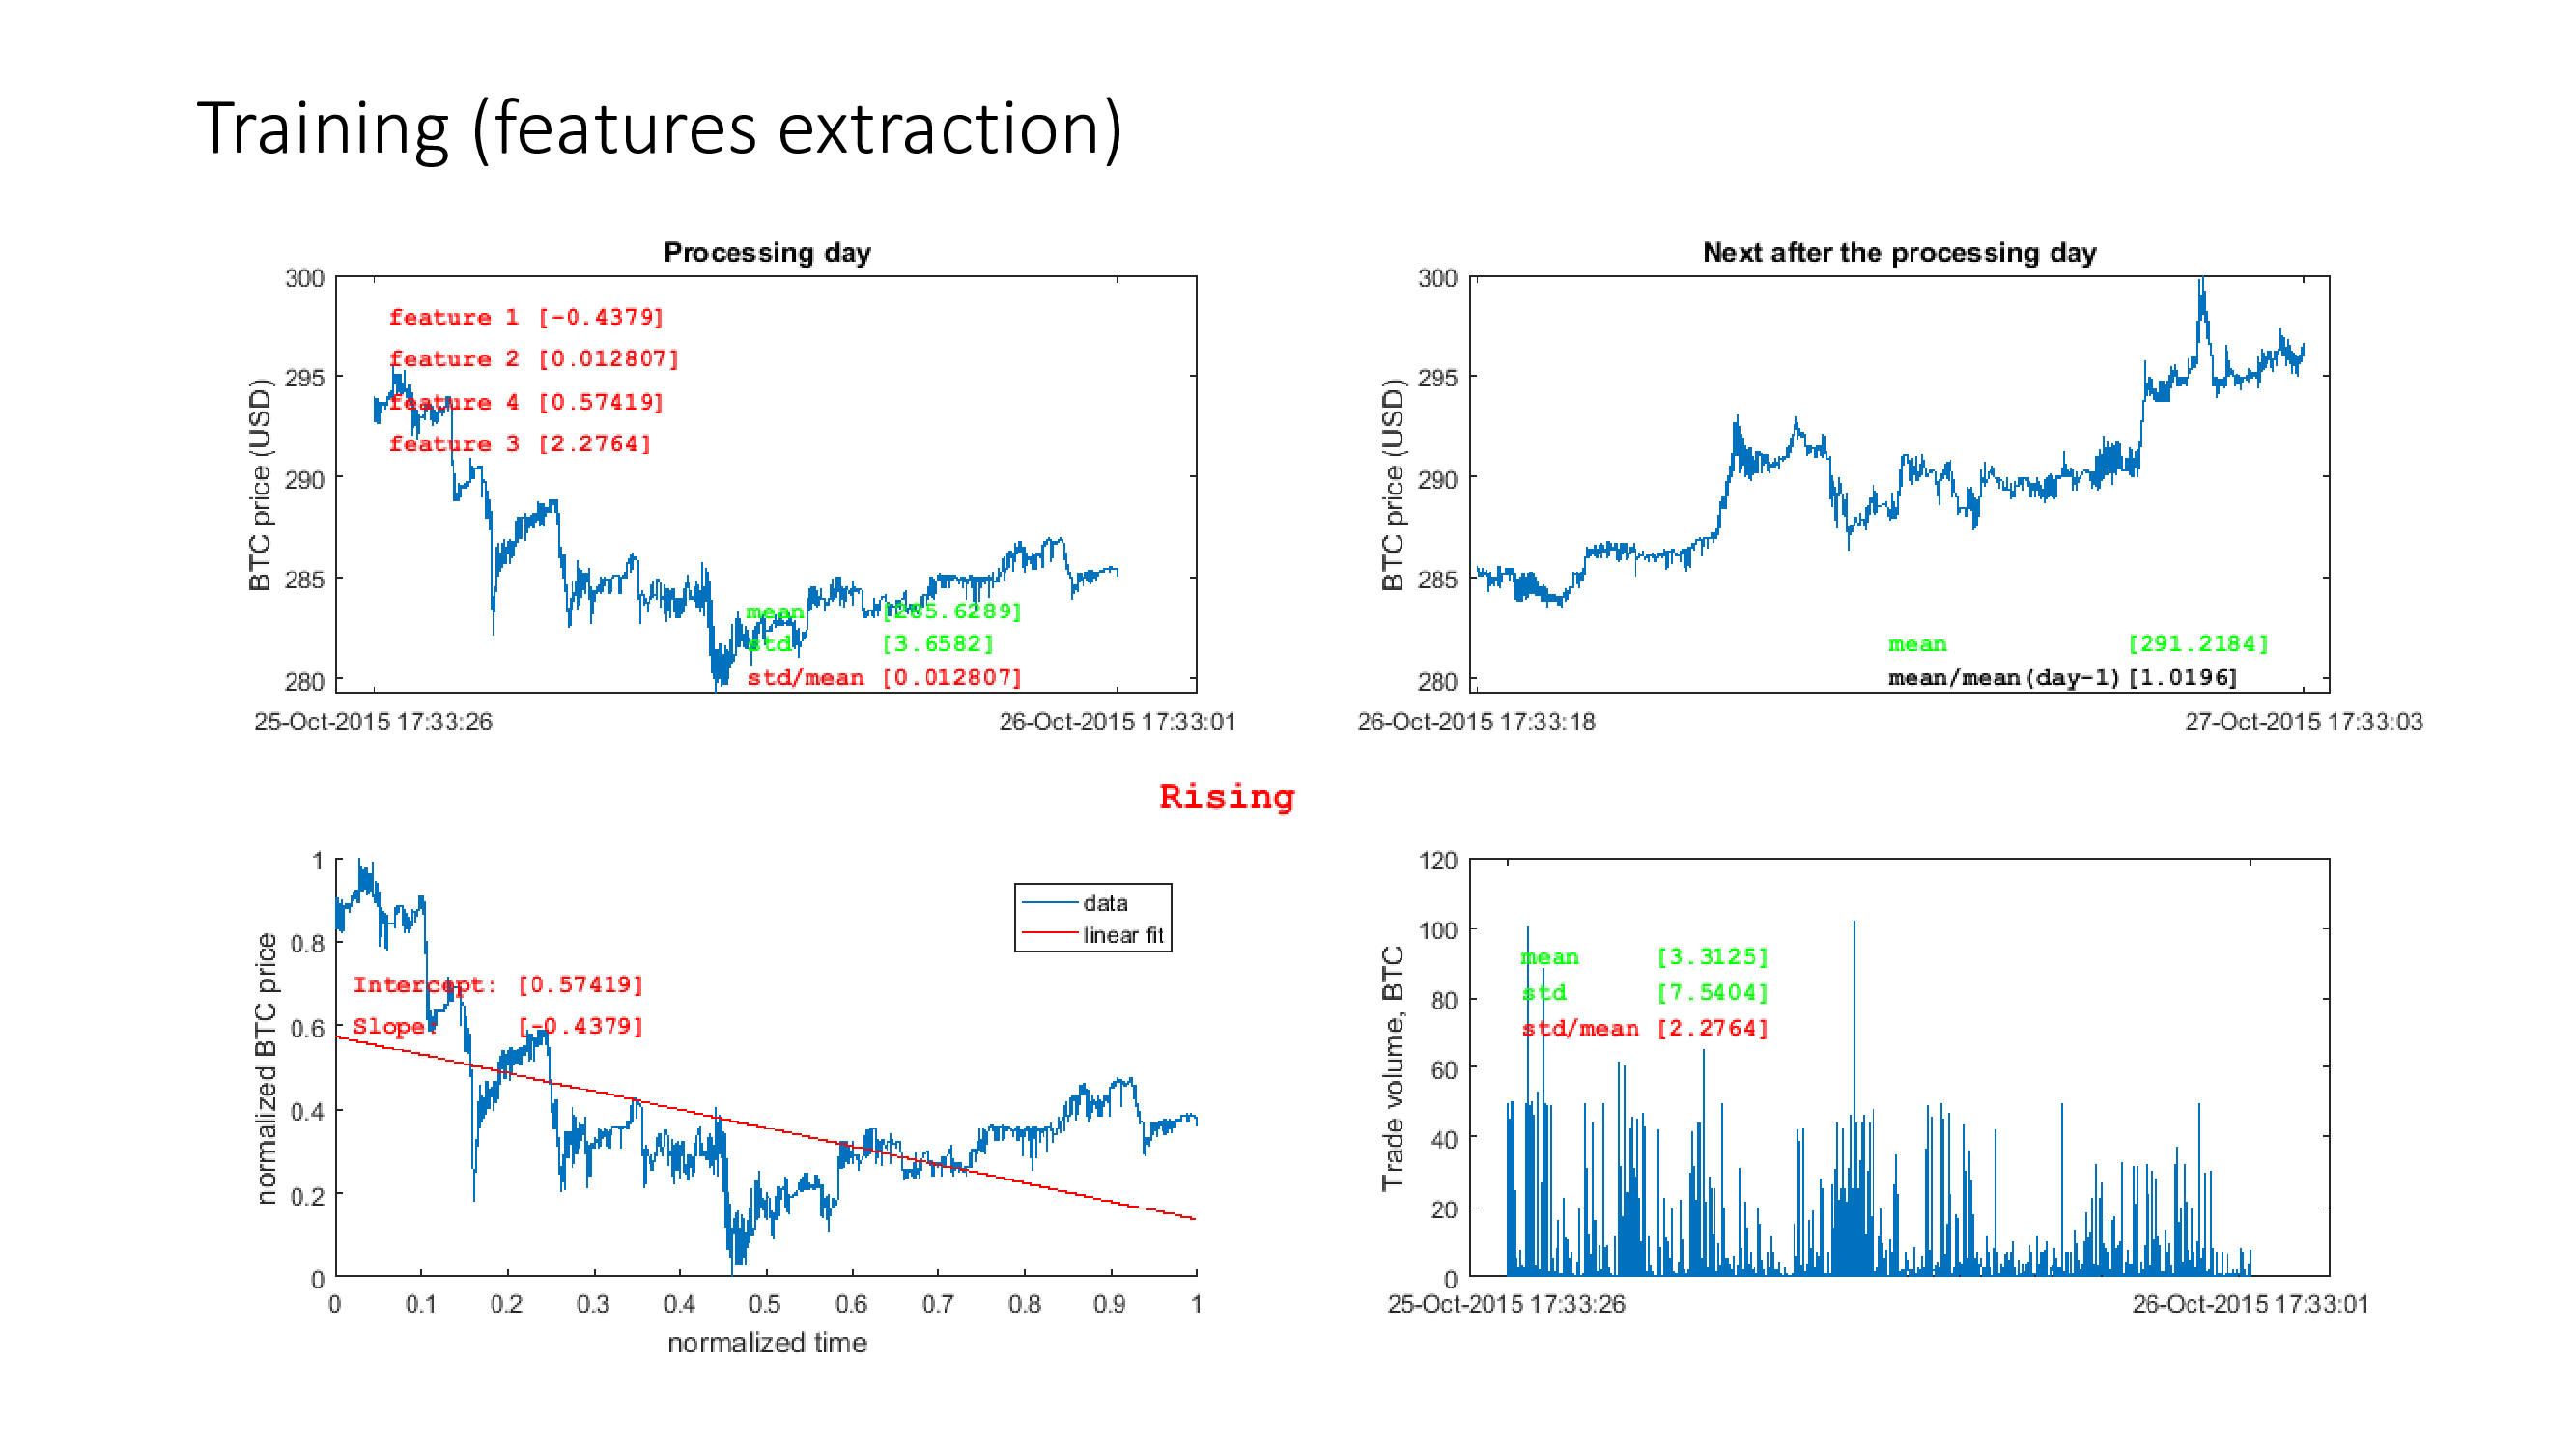 Training (features extraction)
Processing day
300
295
290
285
280
BTC price (USD)
feature 1 [-0.4379]
feature 2 [0.012807]
feature 4 [0.57419]
feature 3 [2.2764]
mean [285.6289]
std [3.6582]
std/mean [0.012807]
25-Oct-2015 17:33:26
26-Oct-2015 17:33:01
Next after the processing day
300
295
290
285
280
BTC price (USD)
mean [291.2184]
mean/mean(day-1) [1.0196]
26-Oct-2015 17:33:18
27-Oct-2015 17:33:03
Rising
1
0.8
0.6
0.4
0.2
0
normalized BTC price
data
linear fit
Intercept: [0.57419]
Slope: [-0.4379]
0 0.1 0.2 0.3 0.4 0.5 0.6 0.7 0.8 0.9 1
normalized time
120
100
80
60
40
20
0
Trade volume, BTC
mean [3.3125]
std [7.5404]
std/mean [2.2764]
25-Oct-2015 17:33:26
26-Oct-2015 17:33:01